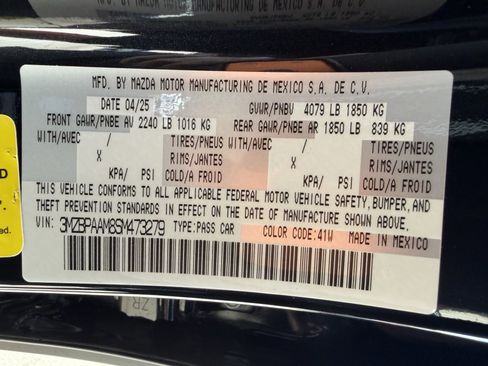 MFD. BY MAZDA MOTOR MANUFACTURING DE MEXICO S.A. DE C.V.
DATE 04/25 GVWR/PNBV 4079 LB 1850 KG
FRONT GAWR/PNBE AV 2240 LB 1016 KG REAR GAWR/PNBE AR 1850 LB 839 KG
WITH/AVEC / TIRES/PNEUS WITH/AVEC / TIRES/PNEUS
X RIMS/JANTES X RIMS/JANTES
KPA/ PSI COLD/A FROID KPA/ PSI COLD/A FROID
THIS VEHICLE CONFORMS TO ALL APPLICABLE FEDERAL MOTOR VEHICLE SAFETY, BUMPER, AND
THEFT PREVENTION STANDARDS IN EFFECT ON THE DATE OF MANUFACTURE SHOWN ABOVE.
VIN: 3MZBPAAM8SM473279 TYPE:PASS CAR COLOR CODE:41W MADE IN MEXICO